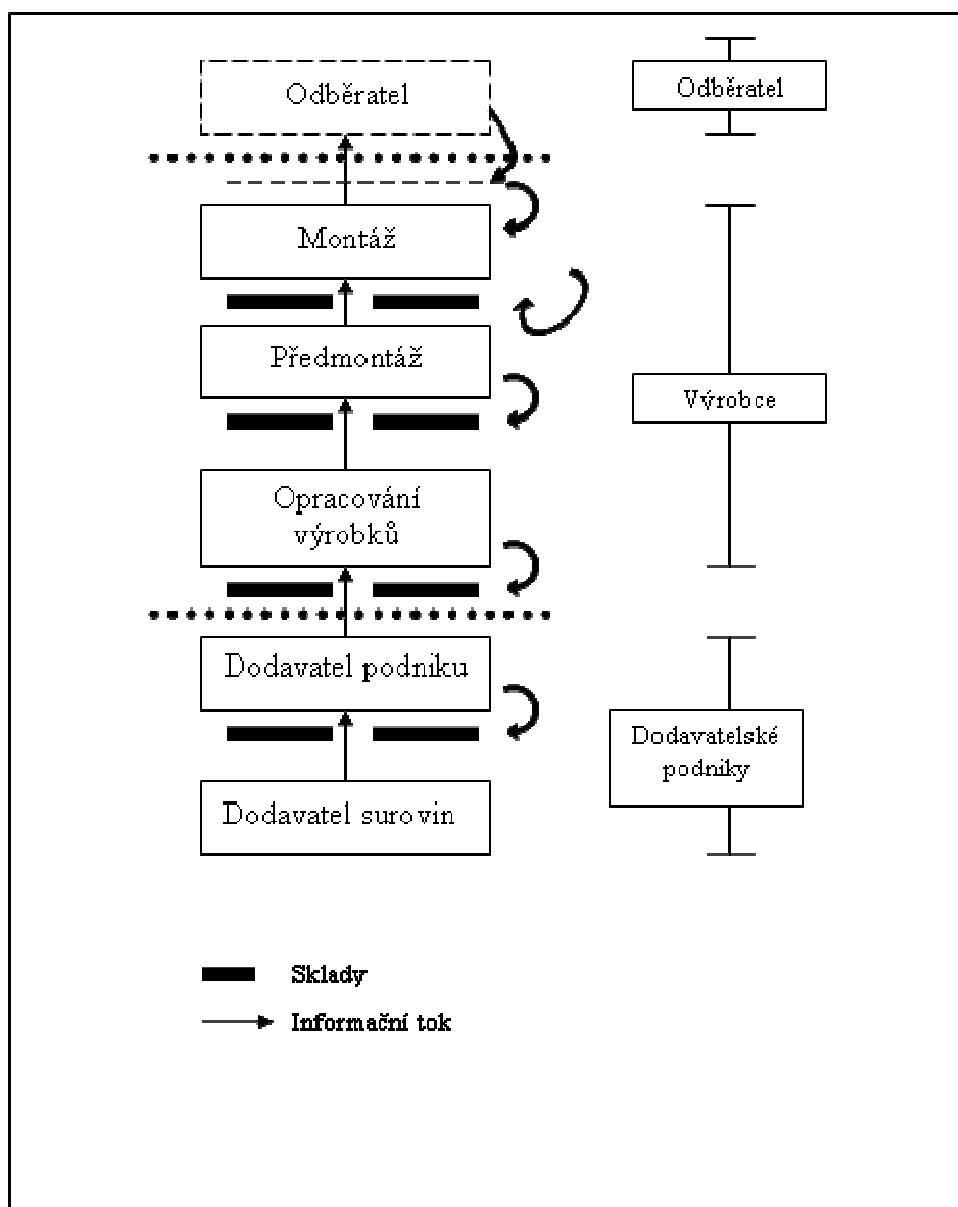 Odběratel
Montáž
Předmontáž
Opracování
výrobků
Dodavatel podniku
Dodavatel surovin
Odběratel
Výrobce
Dodavatelské
podniky
Sklady
Informační tok